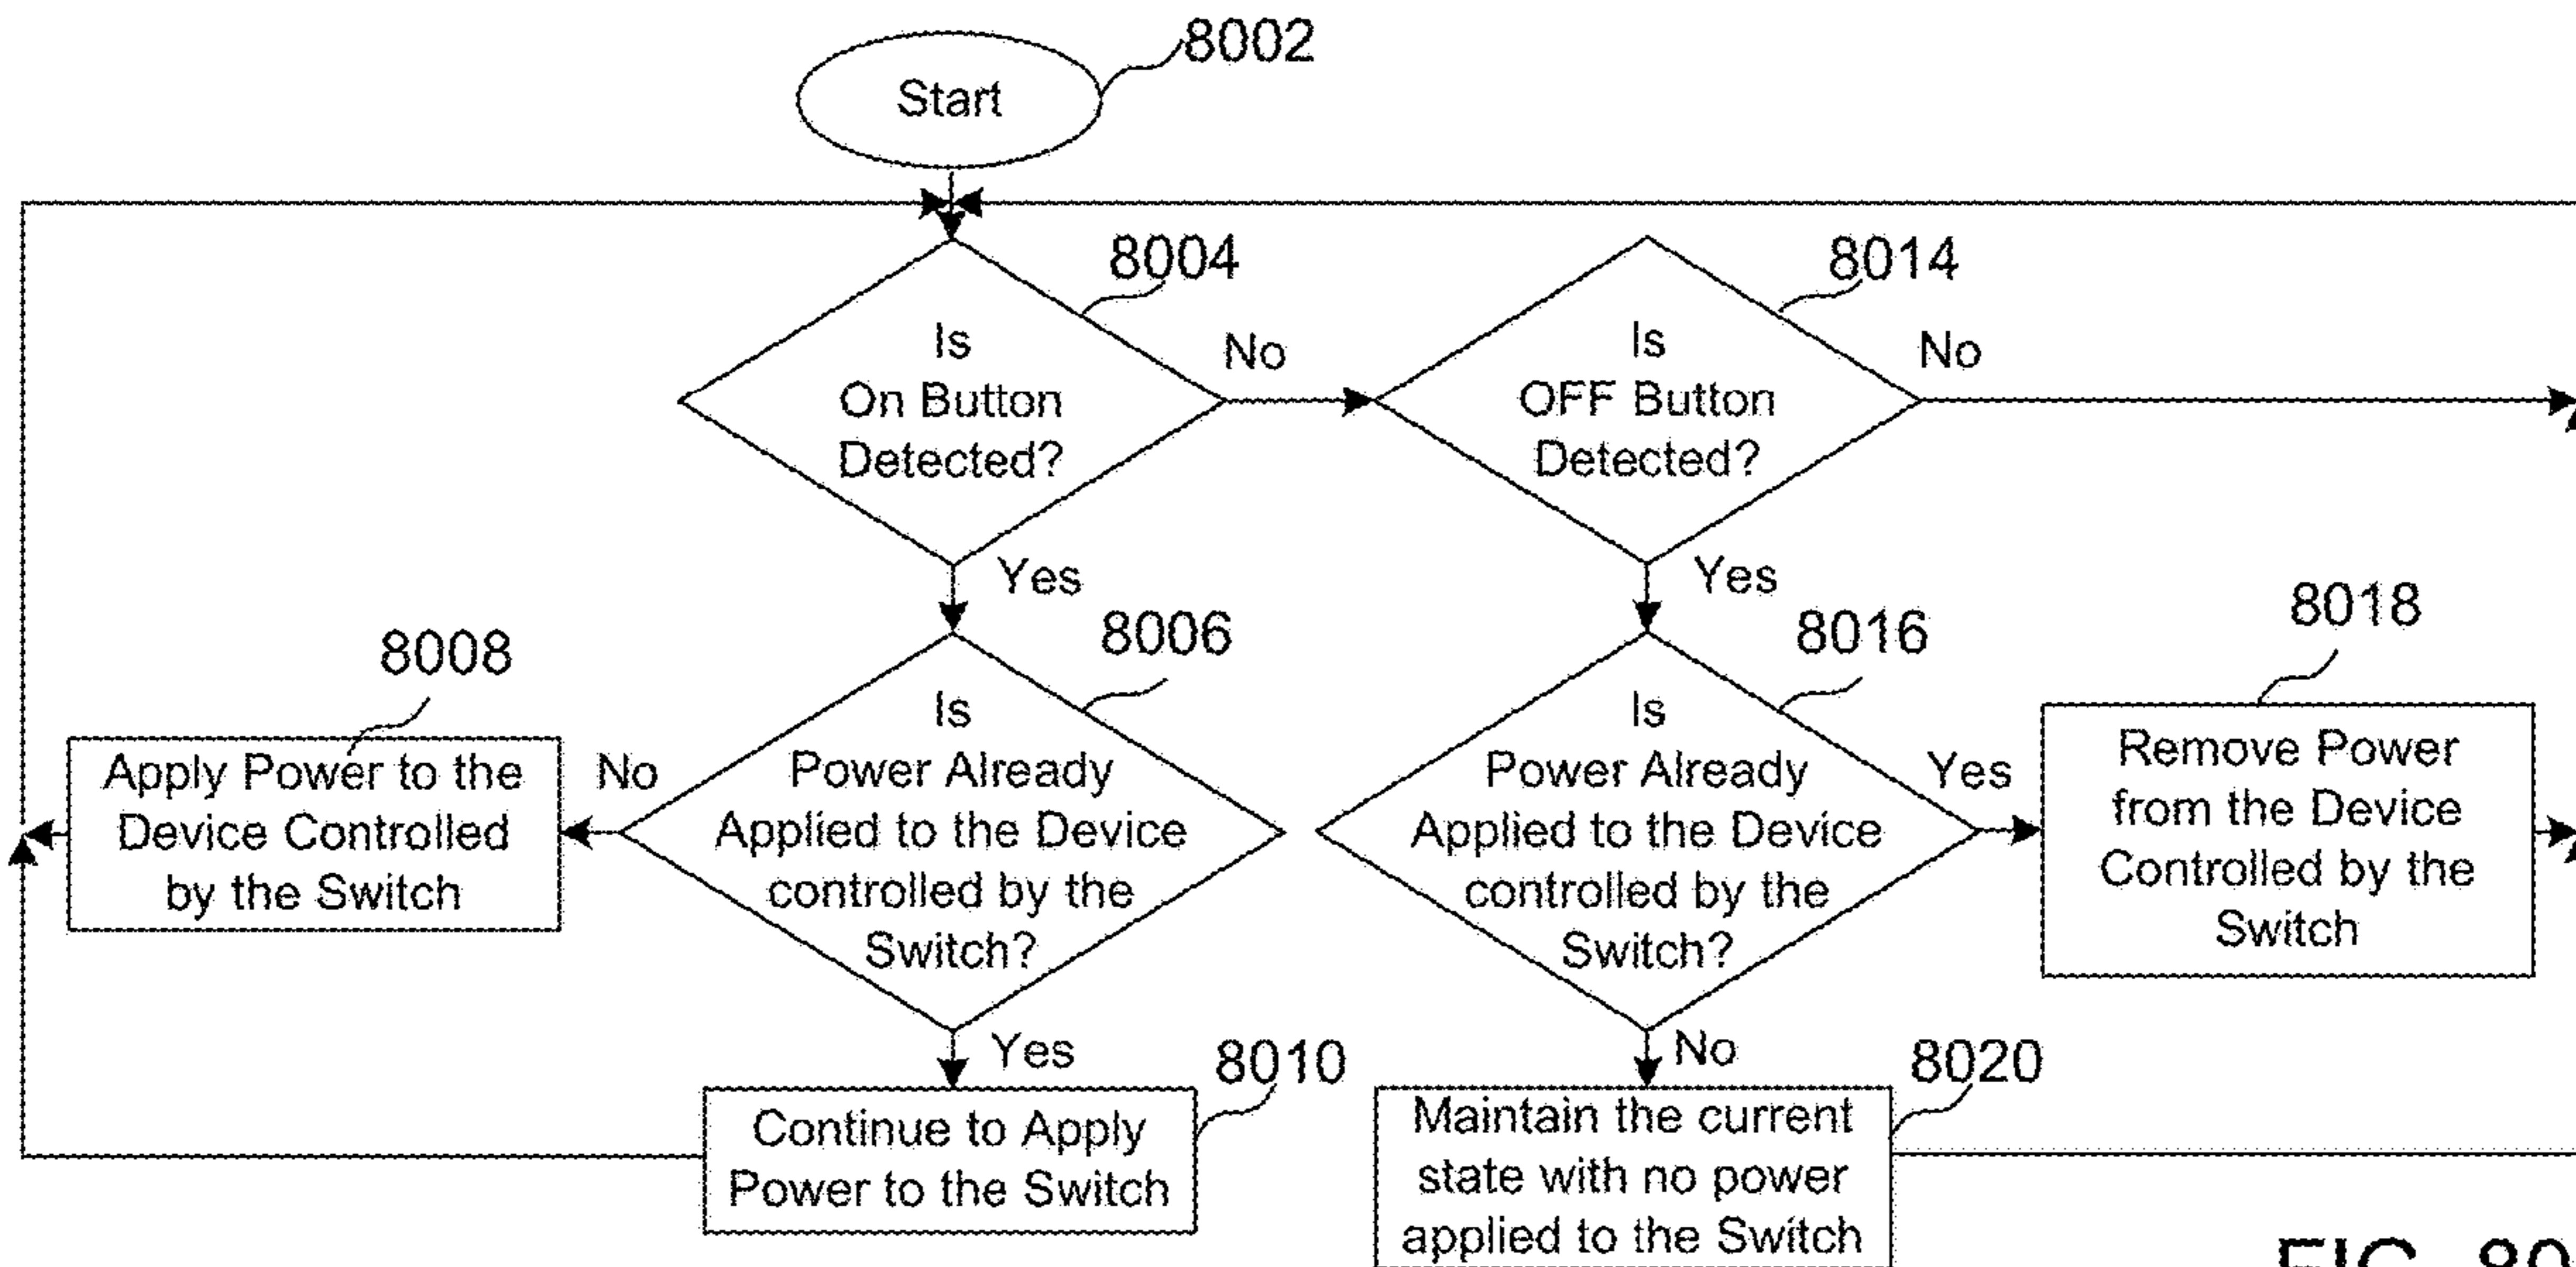 8002
Start
8004
8014
Is
On Button
Detected?
No
Is
OFF Button
Detected?
No
Yes
Yes
8008
8006
8016
8018
Apply Power to the
Device Controlled
by the Switch
No
Is
Power Already
Applied to the Device
controlled by the
Switch?
Is
Power Already
Applied to the Device
controlled by the
Switch?
Yes
Remove Power
from the Device
Controlled by the
Switch
Yes
8010
No
8020
Continue to Apply
Power to the Switch
Maintain the current
state with no power
applied to the Switch
FIG. 80